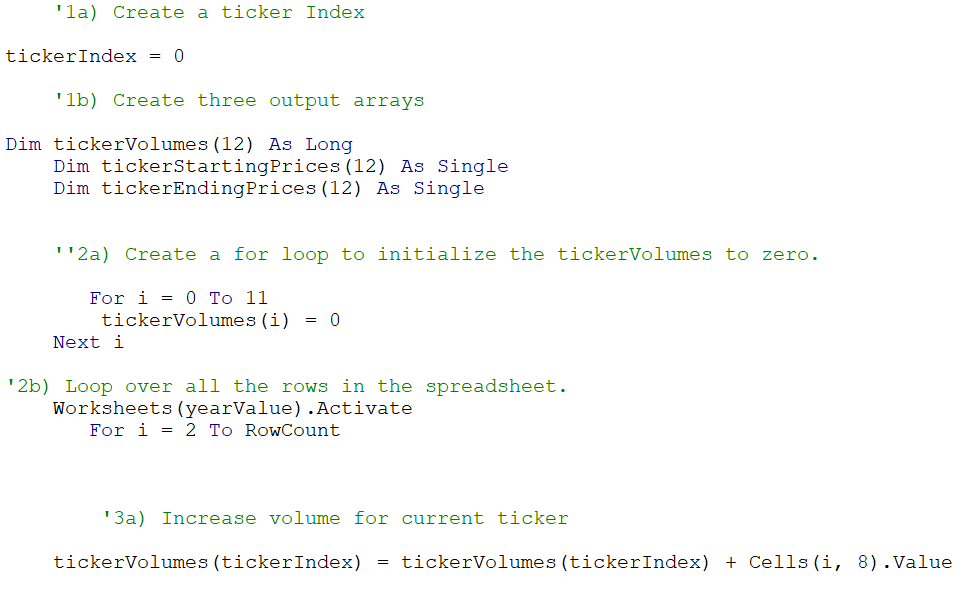 '1a) Create a ticker Index
tickerIndex = 0
'1b) Create three output arrays
Dim tickerVolumes(12) As Long
Dim tickerStartingPrices(12) As Single
Dim tickerEndingPrices(12) As Single
''2a) Create a for loop to initialize the tickerVolumes to zero.
For i = 0 To 11
tickerVolumes(i) = 0
Next i
'2b) Loop over all the rows in the spreadsheet.
Worksheets(yearValue).Activate
For i = 2 To RowCount
'3a) Increase volume for current ticker
tickerVolumes(tickerIndex) = tickerVolumes(tickerIndex) + Cells(i, 8).Value